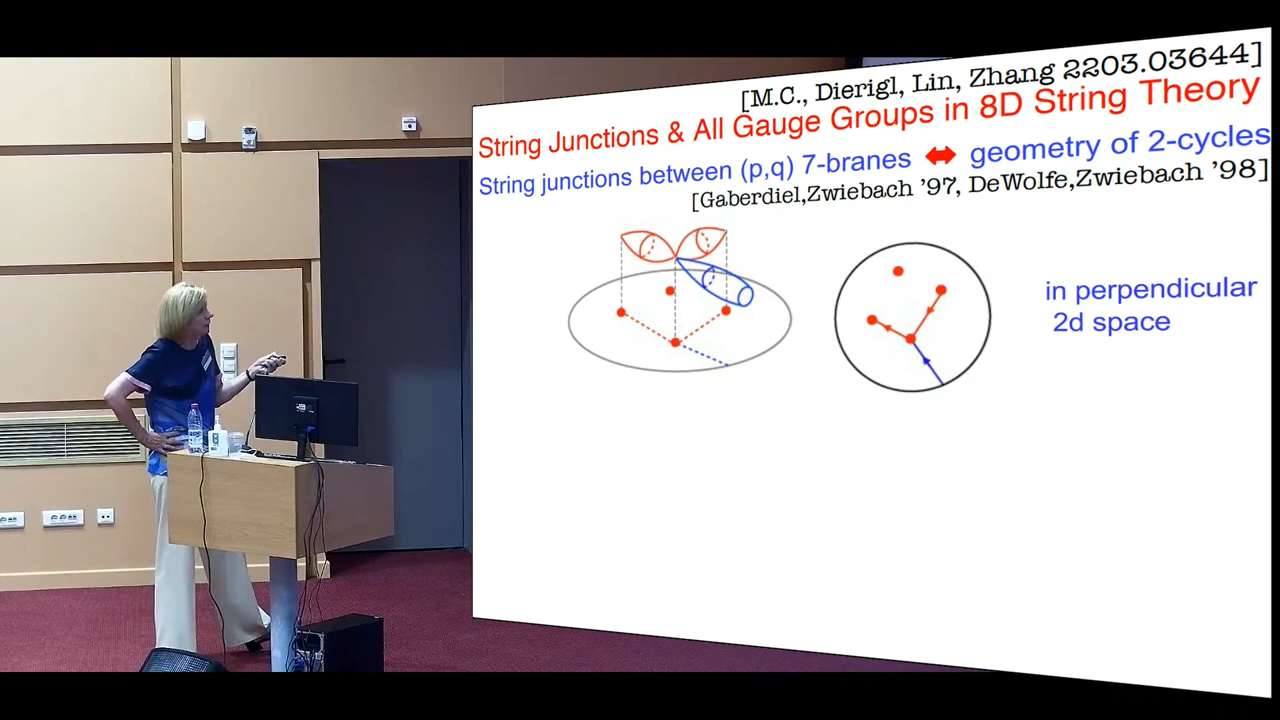 [M.C., Dierigl, Lin, Zhang 2203.03644]
String Junctions & All Gauge Groups in 8D String Theory
String junctions between (p,q) 7-branes geometry of 2-cycles
[Gaberdiel,Zwiebach ’97, DeWolfe,Zwiebach ’98]
in perpendicular
2d space